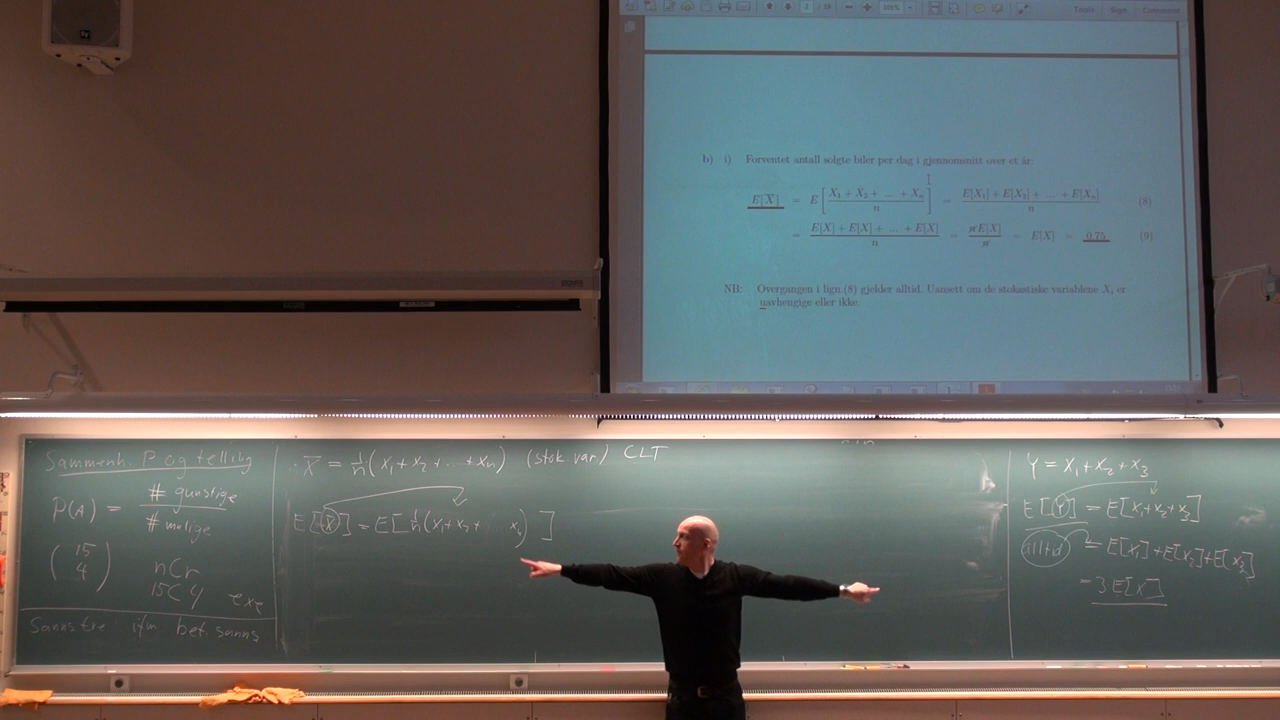 Tools Sign Comment
b) i) Forventet antall solgte biler per dag i gjennomsnitt over et år:
E[X̅] = E [ (X₁ + X₂ + ... + Xₙ) / n ] = (E[X₁] + E[X₂] + ... + E[Xₙ]) / n (8)
= (E[X] + E[X] + ... + E[X]) / n = nE[X] / n = E[X] = 0.75 (9)
NB: Overgangen i lign.(8) gjelder alltid. Uansett om de stokastiske variablene Xᵢ er
uavhengige eller ikke.
Sammenh. P og telling
P(A) = # gunstige / # mulige
(15 4) nCr
15C4
Sanns. ifm bet. sanns
X̅ = 1/n (X₁ + X₂ + ... + Xₙ) (stok. var) CLT
E[X̅] = E[1/n (X₁ + X₂ + ... Xₙ)]
Y = X₁ + X₂ + X₃
E[Y] = E[X₁ + X₂ + X₃]
alltid = E[X₁] + E[X₂] + E[X₃]
= 3 E[X]